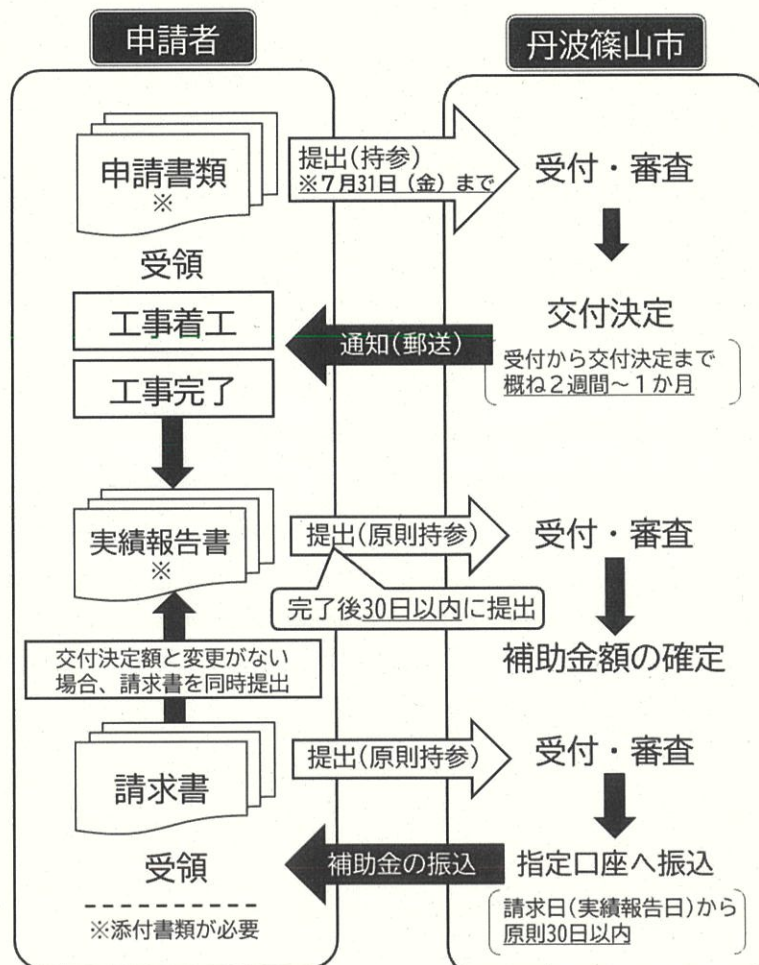 申請者
丹波篠山市
申請書類
※
提出(持参)
※7月31日（金）まで
受付・審査
受領
工事着工
通知(郵送)
交付決定
受付から交付決定まで
概ね２週間～１か月
工事完了
実績報告書
※
提出(原則持参)
受付・審査
完了後30日以内に提出
交付決定額と変更がない
場合、請求書を同時提出
補助金額の確定
請求書
提出(原則持参)
受付・審査
受領
補助金の振込
指定口座へ振込
請求日(実績報告日)から
原則30日以内
※添付書類が必要